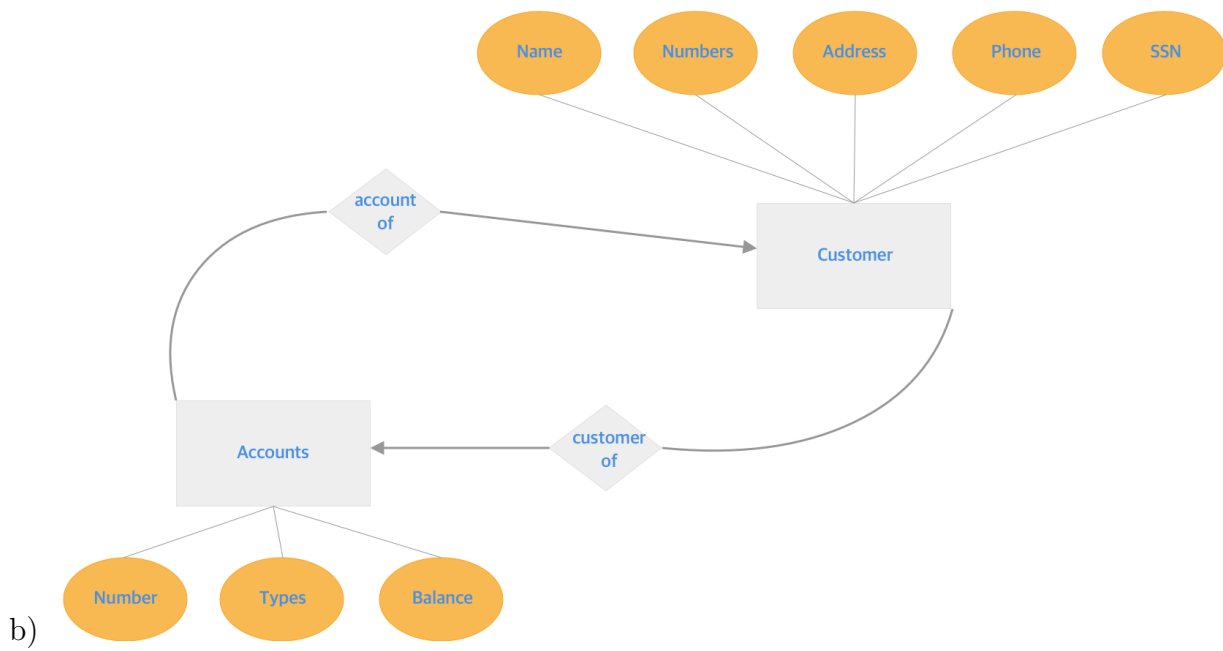 Name
Numbers
Address
Phone
SSN
account
of
Customer
Accounts
customer
of
Number
Types
Balance
b)